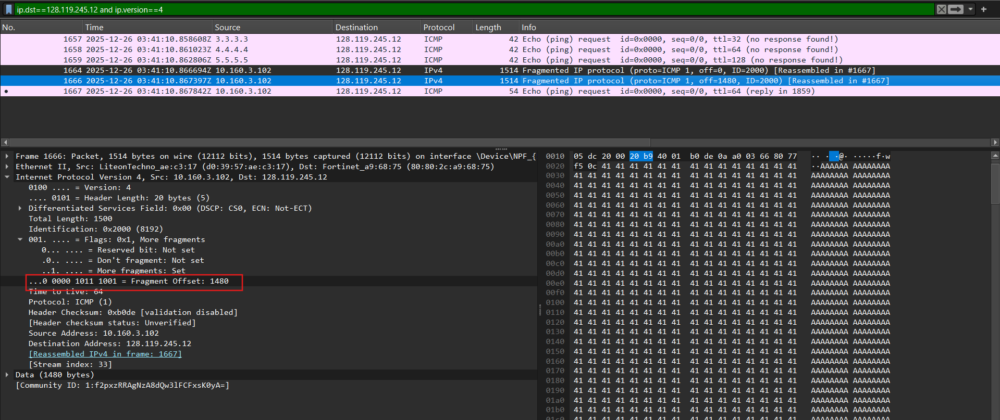 ip.dst==128.119.245.12 and ip.version==4
No. Time Source Destination Protocol Length Info
1657 2025-12-26 03:41:10.858608Z 3.3.3.3 128.119.245.12 ICMP 42 Echo (ping) request id=0x0000, seq=0/0, ttl=32 (no response found!)
1658 2025-12-26 03:41:10.861023Z 4.4.4.4 128.119.245.12 ICMP 42 Echo (ping) request id=0x0000, seq=0/0, ttl=64 (no response found!)
1659 2025-12-26 03:41:10.862806Z 5.5.5.5 128.119.245.12 ICMP 42 Echo (ping) request id=0x0000, seq=0/0, ttl=128 (no response found!)
1664 2025-12-26 03:41:10.866694Z 10.160.3.102 128.119.245.12 IPv4 1514 Fragmented IP protocol (proto=ICMP 1, off=0, ID=2000) [Reassembled in #1667]
1666 2025-12-26 03:41:10.867397Z 10.160.3.102 128.119.245.12 IPv4 1514 Fragmented IP protocol (proto=ICMP 1, off=1480, ID=2000) [Reassembled in #1667]
1667 2025-12-26 03:41:10.867842Z 10.160.3.102 128.119.245.12 ICMP 54 Echo (ping) request id=0x0000, seq=0/0, ttl=64 (reply in 1859)
Frame 1666: Packet, 1514 bytes on wire (12112 bits), 1514 bytes captured (12112 bits) on interface \Device\NPF_{
Ethernet II, Src: LiteonTechno_ae:c3:17 (d0:39:57:ae:c3:17), Dst: Fortinet_a9:68:75 (80:80:2c:a9:68:75)
Internet Protocol Version 4, Src: 10.160.3.102, Dst: 128.119.245.12
0100 .... = Version: 4
.... 0101 = Header Length: 20 bytes (5)
Differentiated Services Field: 0x00 (DSCP: CS0, ECN: Not-ECT)
Total Length: 1500
Identification: 0x2000 (8192)
001. .... = Flags: 0x1, More fragments
0... .... = Reserved bit: Not set
.0.. .... = Don't fragment: Not set
..1. .... = More fragments: Set
...0 0000 1011 1001 = Fragment Offset: 1480
Time to Live: 64
Protocol: ICMP (1)
Header Checksum: 0xb0de [validation disabled]
[Header checksum status: Unverified]
Source Address: 10.160.3.102
Destination Address: 128.119.245.12
[Reassembled IPv4 in frame: 1667]
[Stream index: 33]
Data (1480 bytes)
[Community ID: 1:f2pxzRRAgNzA8dQw3lFCFxsK0yA=]
0010 05 dc 20 00 20 b9 40 01 b0 de 0a a0 03 66 80 77 ·· · ·@· ·····f·w
0020 f5 0c 41 41 41 41 41 41 41 41 41 41 41 41 41 41 ··AAAAAA AAAAAAAA
0030 41 41 41 41 41 41 41 41 41 41 41 41 41 41 41 41 AAAAAAAA AAAAAAAA
0040 41 41 41 41 41 41 41 41 41 41 41 41 41 41 41 41 AAAAAAAA AAAAAAAA
0050 41 41 41 41 41 41 41 41 41 41 41 41 41 41 41 41 AAAAAAAA AAAAAAAA
0060 41 41 41 41 41 41 41 41 41 41 41 41 41 41 41 41 AAAAAAAA AAAAAAAA
0070 41 41 41 41 41 41 41 41 41 41 41 41 41 41 41 41 AAAAAAAA AAAAAAAA
0080 41 41 41 41 41 41 41 41 41 41 41 41 41 41 41 41 AAAAAAAA AAAAAAAA
0090 41 41 41 41 41 41 41 41 41 41 41 41 41 41 41 41 AAAAAAAA AAAAAAAA
00a0 41 41 41 41 41 41 41 41 41 41 41 41 41 41 41 41 AAAAAAAA AAAAAAAA
00b0 41 41 41 41 41 41 41 41 41 41 41 41 41 41 41 41 AAAAAAAA AAAAAAAA
00c0 41 41 41 41 41 41 41 41 41 41 41 41 41 41 41 41 AAAAAAAA AAAAAAAA
00d0 41 41 41 41 41 41 41 41 41 41 41 41 41 41 41 41 AAAAAAAA AAAAAAAA
00e0 41 41 41 41 41 41 41 41 41 41 41 41 41 41 41 41 AAAAAAAA AAAAAAAA
00f0 41 41 41 41 41 41 41 41 41 41 41 41 41 41 41 41 AAAAAAAA AAAAAAAA
0100 41 41 41 41 41 41 41 41 41 41 41 41 41 41 41 41 AAAAAAAA AAAAAAAA
0110 41 41 41 41 41 41 41 41 41 41 41 41 41 41 41 41 AAAAAAAA AAAAAAAA
0120 41 41 41 41 41 41 41 41 41 41 41 41 41 41 41 41 AAAAAAAA AAAAAAAA
0130 41 41 41 41 41 41 41 41 41 41 41 41 41 41 41 41 AAAAAAAA AAAAAAAA
0140 41 41 41 41 41 41 41 41 41 41 41 41 41 41 41 41 AAAAAAAA AAAAAAAA
0150 41 41 41 41 41 41 41 41 41 41 41 41 41 41 41 41 AAAAAAAA AAAAAAAA
0160 41 41 41 41 41 41 41 41 41 41 41 41 41 41 41 41 AAAAAAAA AAAAAAAA
0170 41 41 41 41 41 41 41 41 41 41 41 41 41 41 41 41 AAAAAAAA AAAAAAAA
0180 41 41 41 41 41 41 41 41 41 41 41 41 41 41 41 41 AAAAAAAA AAAAAAAA
0190 41 41 41 41 41 41 41 41 41 41 41 41 41 41 41 41 AAAAAAAA AAAAAAAA
01a0 41 41 41 41 41 41 41 41 41 41 41 41 41 41 41 41 AAAAAAAA AAAAAAAA
01b0 41 41 41 41 41 41 41 41 41 41 41 41 41 41 41 41 AAAAAAAA AAAAAAAA